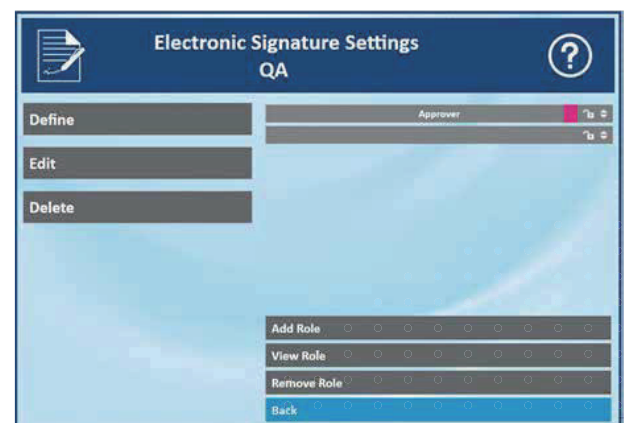 Electronic Signature Settings
QA
?
Define
Approver
Edit
Delete
Add Role
View Role
Remove Role
Back